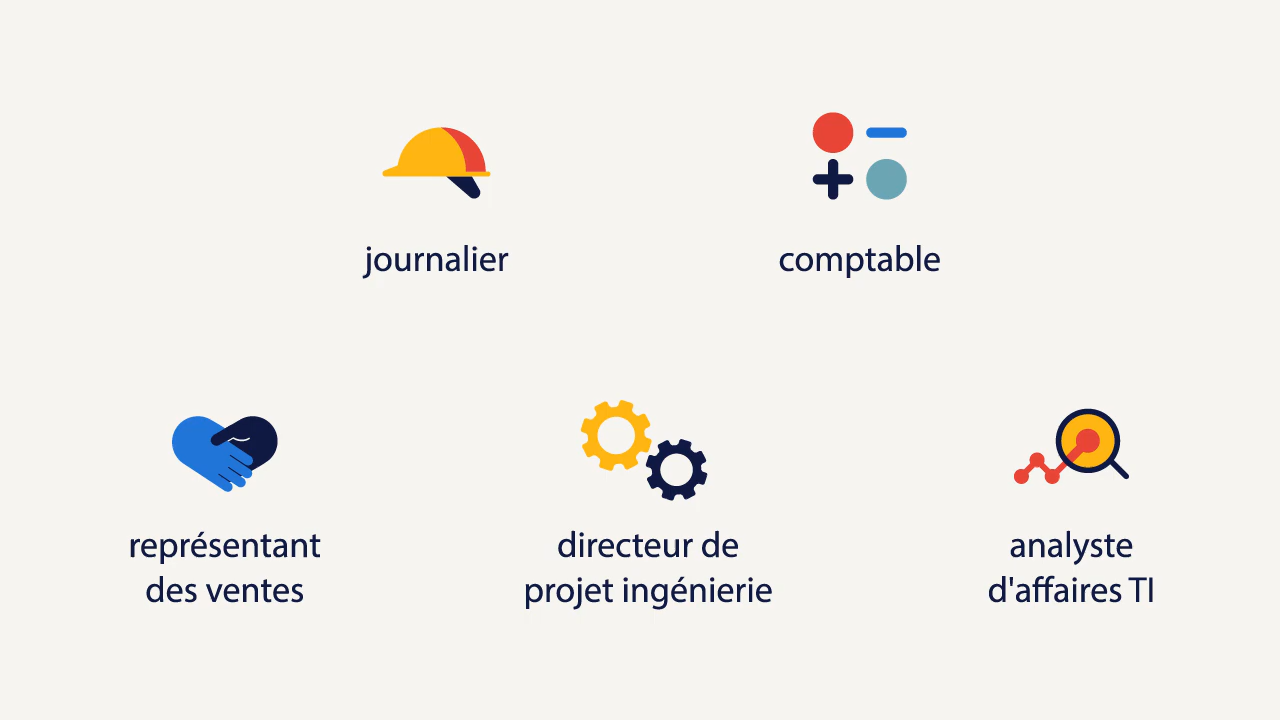 journalier
comptable
représentant
des ventes
directeur de
projet ingénierie
analyste
d'affaires TI